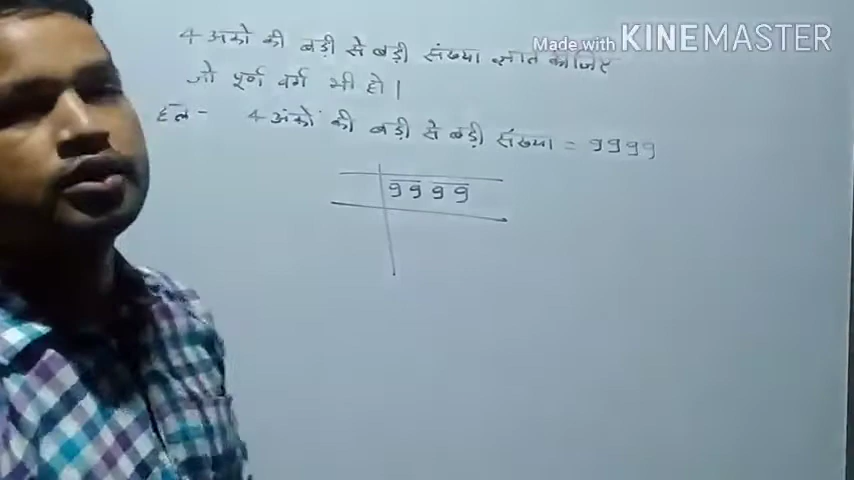 4 अंको की बड़ी से बड़ी संख्या ज्ञात कीजिए
Made with KINEMASTER
जो पूर्ण वर्ग भी हो।
हल - 4 अंको की बड़ी से बड़ी संख्या = 9999
9999